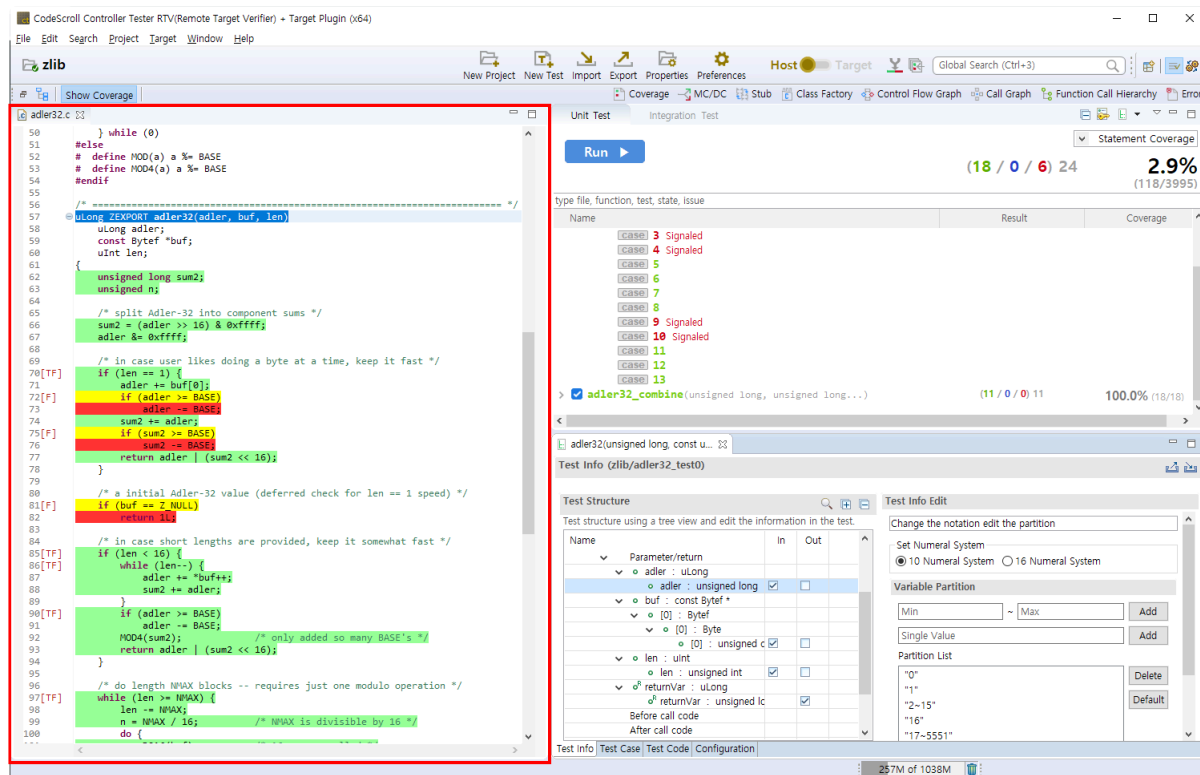 CodeScroll Controller Tester RTV(Remote Target Verifier) + Target Plugin (x64)
File Edit Search Project Target Window Help
zlib
New Project New Test Import Export Properties Preferences
Host Target
Global Search (Ctrl+3)
Show Coverage
Coverage MC/DC Stub Class Factory Control Flow Graph Call Graph Function Call Hierarchy Erro
adler32.c
50 } while (0)
51 #else
52 # define MOD(a) a %= BASE
53 # define MOD4(a) a %= BASE
54 #endif
55
56 /* ========================================================================= */
57 uLong ZEXPORT adler32(adler, buf, len)
58 uLong adler;
59 const Bytef *buf;
60 uInt len;
61 {
62 unsigned long sum2;
63 unsigned n;
64
65 /* split Adler-32 into component sums */
66 sum2 = (adler >> 16) & 0xffff;
67 adler &= 0xffff;
68
69 /* in case user likes doing a byte at a time, keep it fast */
70[TF] if (len == 1) {
71 adler += buf[0];
72[F] if (adler >= BASE)
73 adler -= BASE;
74 sum2 += adler;
75[F] if (sum2 >= BASE)
76 sum2 -= BASE;
77 return adler | (sum2 << 16);
78 }
79
80 /* a initial Adler-32 value (deferred check for len == 1 speed) */
81[F] if (buf == Z_NULL)
82 return 1L;
83
84 /* in case short lengths are provided, keep it somewhat fast */
85[TF] if (len < 16) {
86[TF] while (len--) {
87 adler += *buf++;
88 sum2 += adler;
89 }
90[TF] if (adler >= BASE)
91 adler -= BASE;
92 MOD4(sum2); /* only added so many BASE's */
93 return adler | (sum2 << 16);
94 }
95
96 /* do length NMAX blocks -- requires just one modulo operation */
97[TF] while (len >= NMAX) {
98 len -= NMAX;
99 n = NMAX / 16; /* NMAX is divisible by 16 */
100 do {
Unit Test Integration Test
Statement Coverage
Run
(18 / 0 / 6) 24
2.9%
(118/3995)
type file, function, test, state, issue
Name Result Coverage
case 3 Signaled
case 4 Signaled
case 5
case 6
case 7
case 8
case 9 Signaled
case 10 Signaled
case 11
case 12
case 13
adler32_combine(unsigned long, unsigned long...) (11 / 0 / 0) 11 100.0% (18/18)
adler32(unsigned long, const u...
Test Info (zlib/adler32_test0)
Test Structure
Test structure using a tree view and edit the information in the test.
Name In Out
Parameter/return
adler : uLong
adler : unsigned long
buf : const Bytef *
[0] : Bytef
[0] : Byte
[0] : unsigned c
len : uInt
len : unsigned int
returnVar : uLong
returnVar : unsigned lo
Before call code
After call code
Test Info Edit
Change the notation edit the partition
Set Numeral System
10 Numeral System 16 Numeral System
Variable Partition
Min ~ Max Add
Single Value Add
Partition List
"0"
"1"
"2~15"
"16"
"17~5551"
Delete
Default
Test Info Test Case Test Code Configuration
257M of 1038M